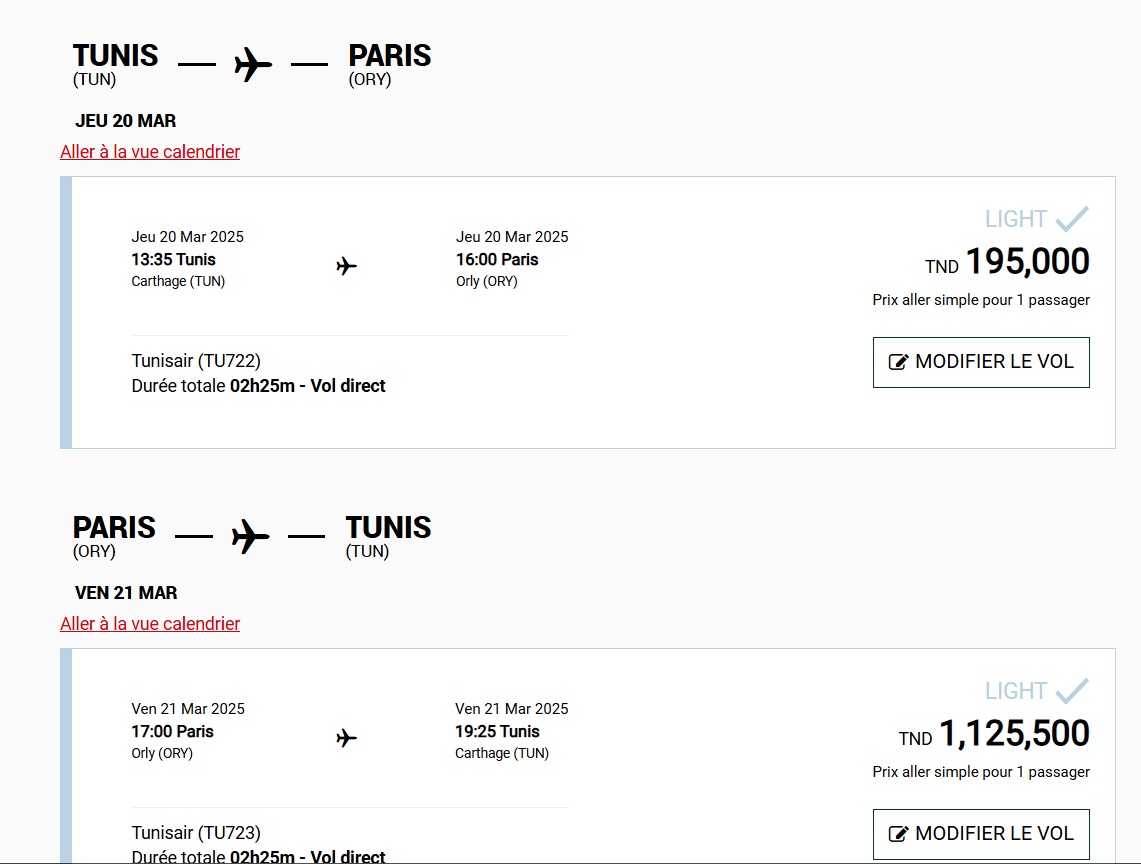 TUNIS PARIS
(TUN) (ORY)
JEU 20 MAR
Aller à la vue calendrier
LIGHT
Jeu 20 Mar 2025 Jeu 20 Mar 2025
13:35 Tunis 16:00 Paris
TND 195,000
Carthage (TUN) Orly (ORY)
Prix aller simple pour 1 passager
Tunisair (TU722)
MODIFIER LE VOL
Durée totale 02h25m - Vol direct
PARIS TUNIS
(ORY) (TUN)
VEN 21 MAR
Aller à la vue calendrier
LIGHT
Ven 21 Mar 2025 Ven 21 Mar 2025
17:00 Paris 19:25 Tunis
TND 1,125,500
Orly (ORY) Carthage (TUN)
Prix aller simple pour 1 passager
Tunisair (TU723)
MODIFIER LE VOL
Durée totale 02h25m - Vol direct